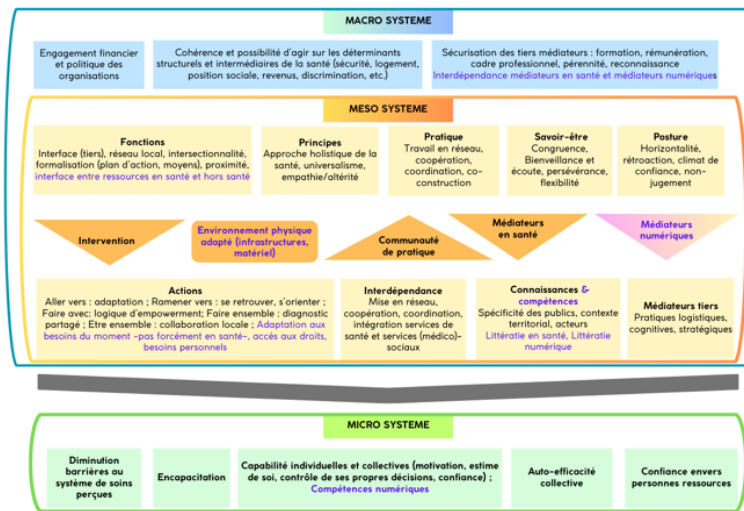 MACRO SYSTEME
Engagement financier
et politique des
organisations
Cohérence et possibilité d'agir sur les déterminants
structurels et intermédiaires de la santé (sécurité, logement,
position sociale, revenus, discrimination, etc.)
Sécurisation des tiers médiateurs : formation, rémunération,
cadre professionnel, pérennité, reconnaissance
Interdépendance médiateurs en santé et médiateurs numériques
MESO SYSTEME
Fonctions
Interface (tiers), réseau local, intersectionnalité,
formalisation (plan d'action, moyens), proximité,
interface entre ressources en santé et hors santé
Principes
Approche holistique de la
santé, universalisme,
empathie/altérité
Pratique
Travail en réseau,
coopération,
coordination, co-
construction
Savoir-être
Congruence,
Bienveillance et
écoute, persévérance,
flexibilité
Posture
Horizontalité,
rétroaction, climat de
confiance, non-
jugement
Intervention
Environnement physique
adapté (infrastructures,
matériel)
Communauté
de pratique
Médiateurs
en santé
Médiateurs
numériques
Actions
Aller vers : adaptation ; Ramener vers : se retrouver, s'orienter ;
Faire avec: logique d'empowerment; Faire ensemble : diagnostic
partagé ; Etre ensemble : collaboration locale ; Adaptation aux
besoins du moment -pas forcément en santé-, accès aux droits,
besoins personnels
Interdépendance
Mise en réseau,
coopération, coordination,
intégration services de
santé et services (médico)-
sociaux
Connaissances & 
compétences
Spécificité des publics, contexte
territorial, acteurs
Littératie en santé, Littératie
numérique
Médiateurs tiers
Pratiques logistiques,
cognitives, stratégiques
MICRO SYSTEME
Diminution
barrières au
système de soins
perçues
Encapacitation
Capabilité individuelles et collectives (motivation, estime
de soi, contrôle de ses propres décisions, confiance) ;
Compétences numériques
Auto-efficacité
collective
Confiance envers
personnes ressources